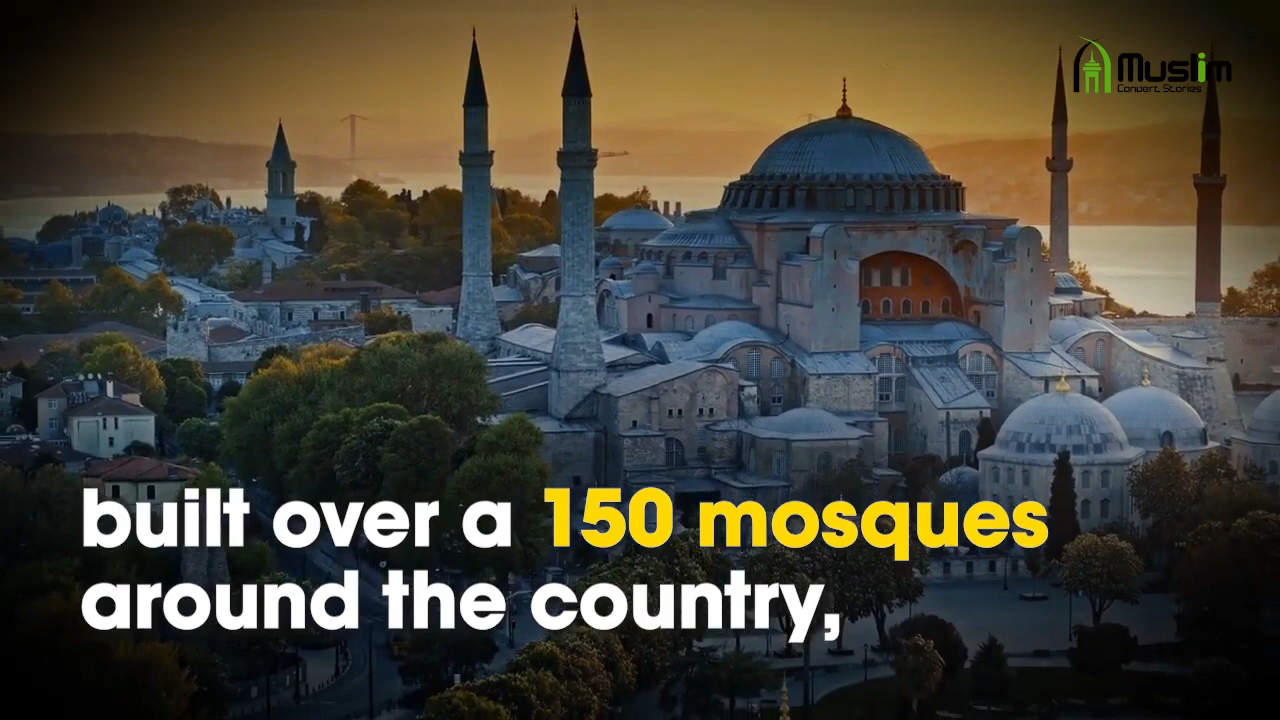 Muslim
Convert Stories
built over a 150 mosques
around the country,